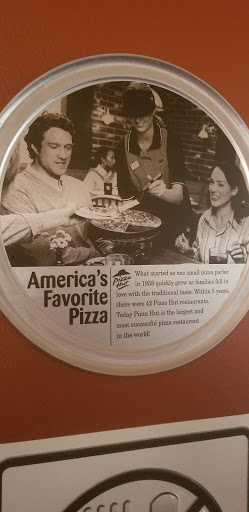 America's
Favorite
Pizza
Pizza
Hut
What started as one small pizza parlor
in 1958 quickly grew as families fell in
love with the traditional taste. Within 5 years,
there were 42 Pizza Hut restaurants.
Today Pizza Hut is the largest and
most successful pizza restaurant
in the world!